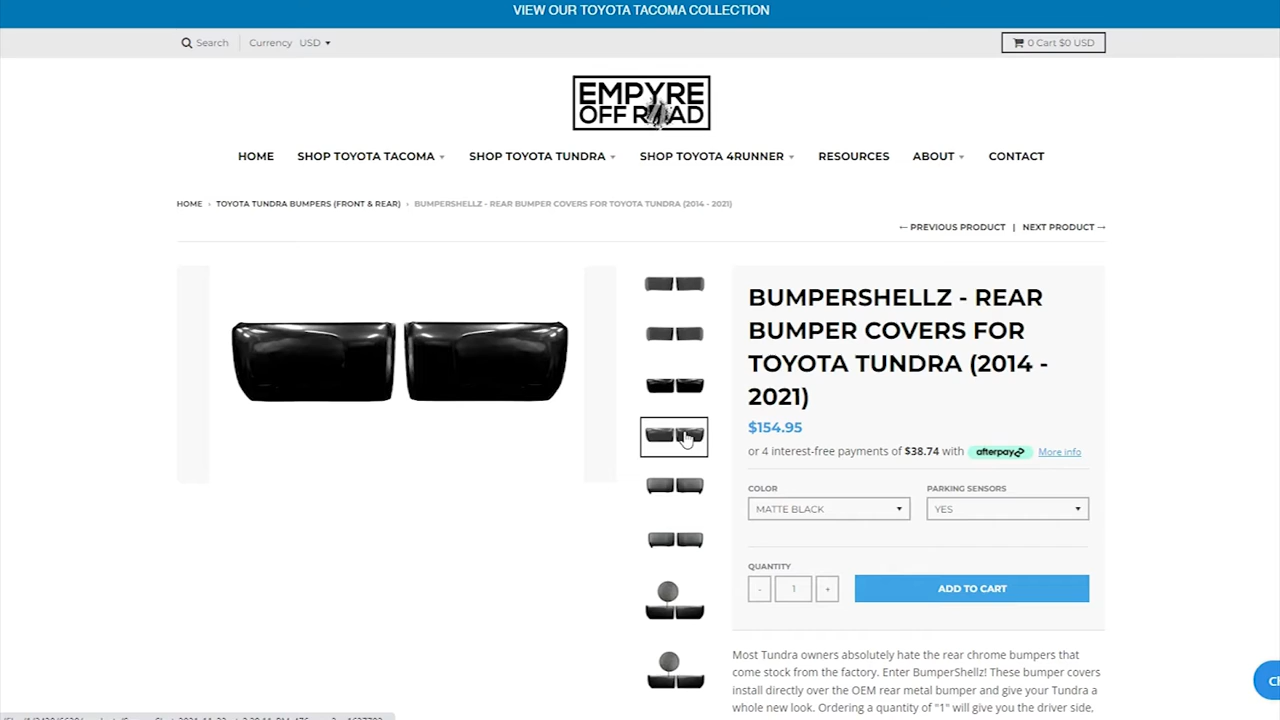 VIEW OUR TOYOTA TACOMA COLLECTION
Search
Currency USD
0 Cart $0 USD
EMPYRE
OFF ROAD
HOME SHOP TOYOTA TACOMA SHOP TOYOTA TUNDRA SHOP TOYOTA 4RUNNER RESOURCES ABOUT CONTACT
HOME › TOYOTA TUNDRA BUMPERS (FRONT & REAR) › BUMPERSHELLZ - REAR BUMPER COVERS FOR TOYOTA TUNDRA (2014 - 2021)
← PREVIOUS PRODUCT | NEXT PRODUCT →
BUMPERSHELLZ - REAR
BUMPER COVERS FOR
TOYOTA TUNDRA (2014 -
2021)
$154.95
or 4 interest-free payments of $38.74 with afterpay More info
COLOR PARKING SENSORS
MATTE BLACK YES
QUANTITY
- 1 + ADD TO CART
Most Tundra owners absolutely hate the rear chrome bumpers that
come stock from the factory. Enter BumperShellz! These bumper covers
install directly over the OEM rear metal bumper and give your Tundra a
whole new look. Ordering a quantity of "1" will give you the driver side,